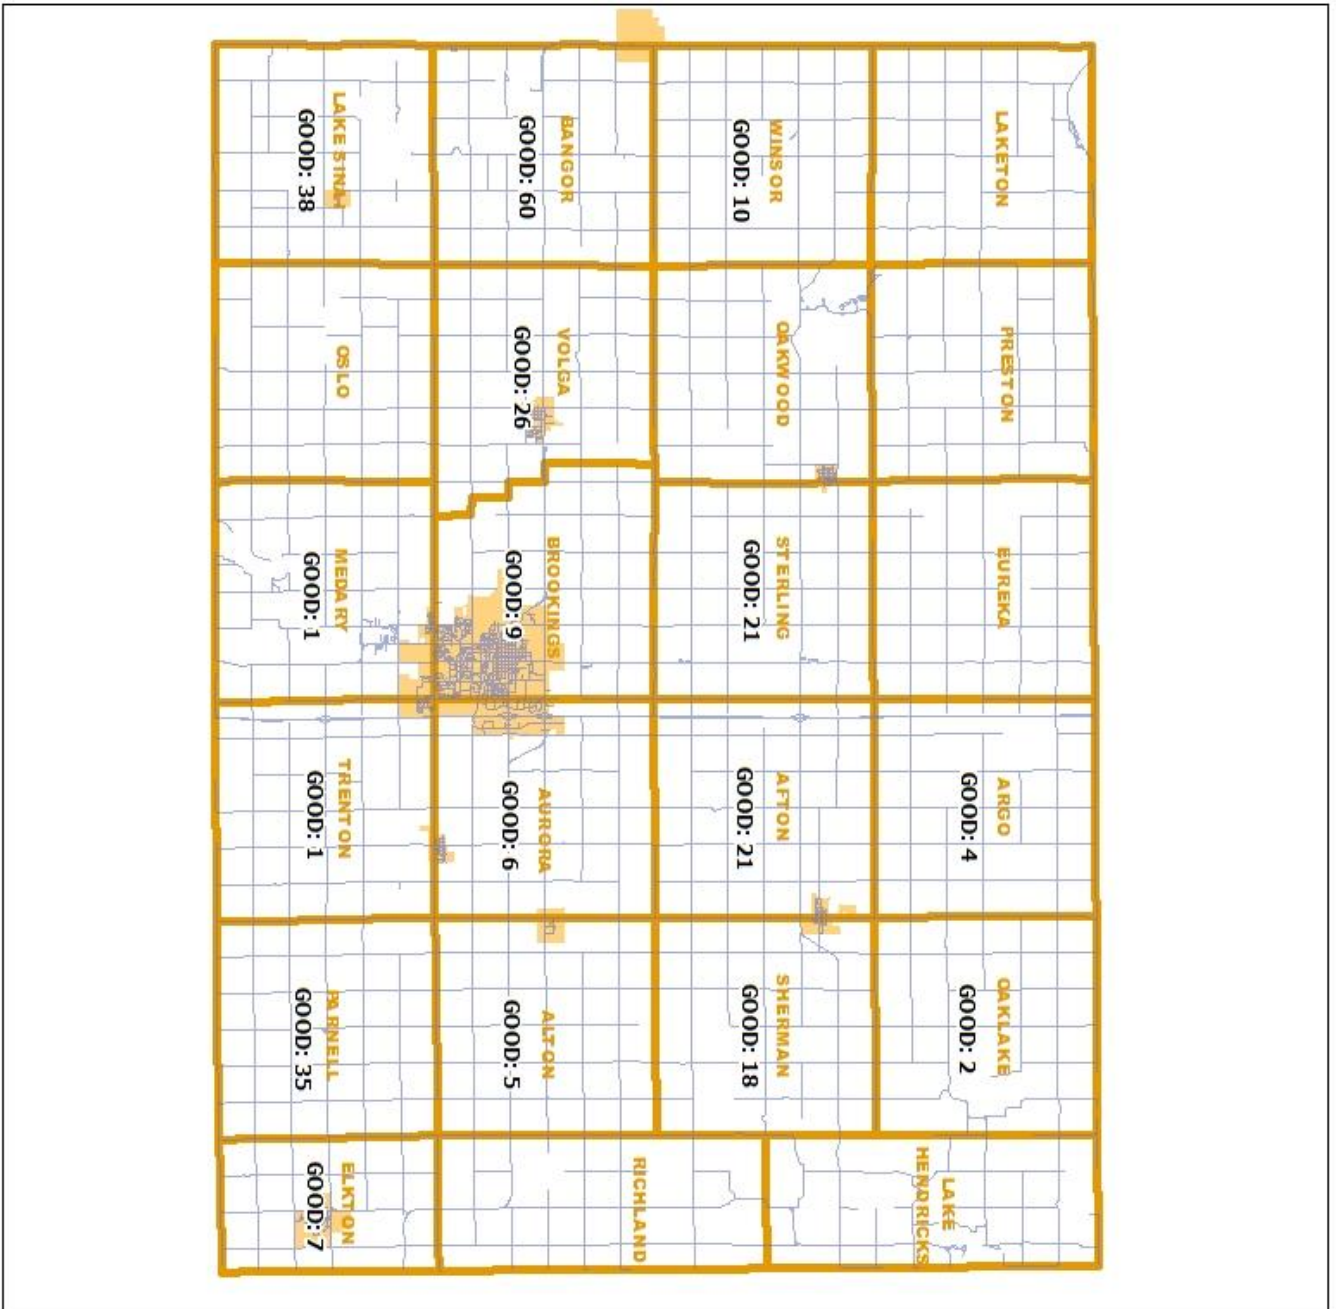 LAKETON
PRESTON
EUREKA
ARGO
GOOD: 4
OAKLAKE
GOOD: 2
LAKE
HENDRICKS
WINSOR
GOOD: 10
OAKWOOD
STERLING
GOOD: 21
AFTON
GOOD: 21
SHERMAN
GOOD: 18
BANGOR
GOOD: 60
VOLGA
GOOD: 26
BROOKINGS
GOOD: 9
AURORA
GOOD: 6
ALTON
GOOD: 5
RICHLAND
LAKE SINAI
GOOD: 38
OSLO
MEDARY
GOOD: 1
TRENTON
GOOD: 1
PARNELL
GOOD: 35
ELKTON
GOOD: 7